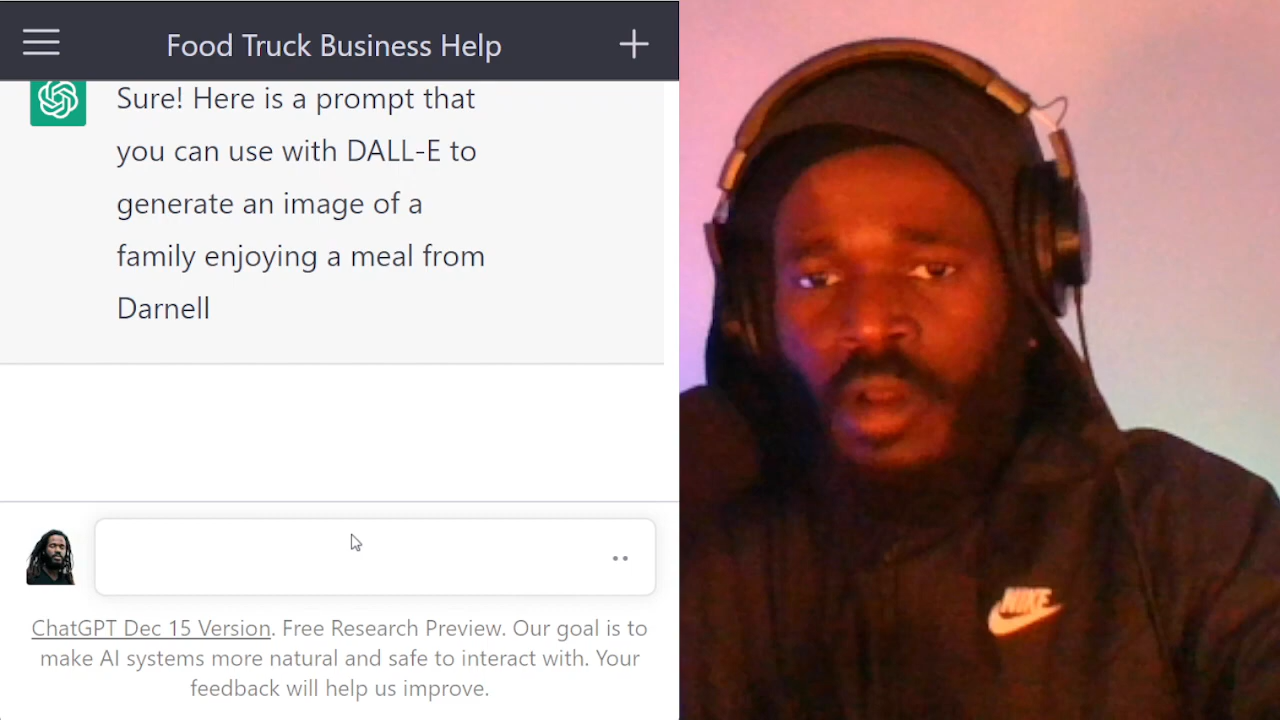 Food Truck Business Help
Sure! Here is a prompt that
you can use with DALL-E to
generate an image of a
family enjoying a meal from
Darnell
ChatGPT Dec 15 Version. Free Research Preview. Our goal is to
make AI systems more natural and safe to interact with. Your
feedback will help us improve.
NIKE